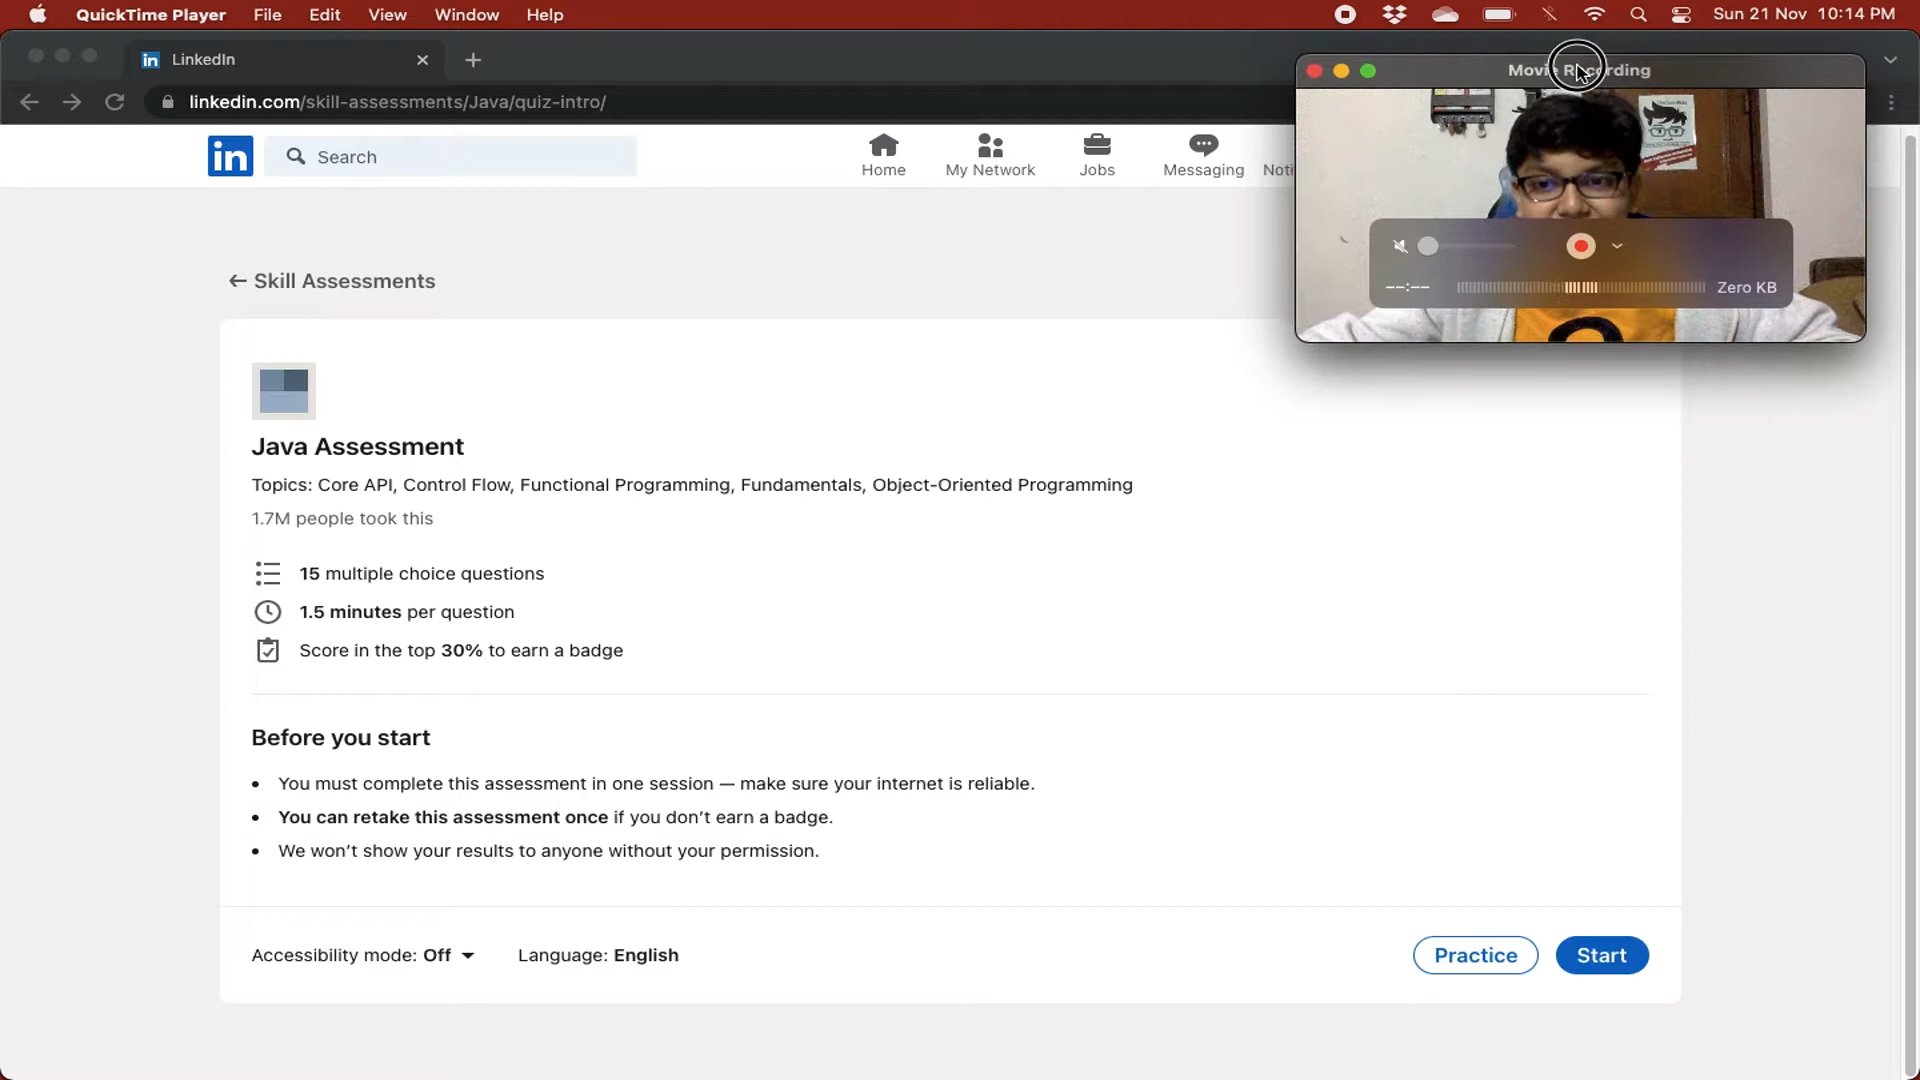 QuickTime Player File Edit View Window Help Sun 21 Nov 10:14 PM
LinkedIn
linkedin.com/skill-assessments/Java/quiz-intro/
Movie Recording
in Search Home My Network Jobs Messaging Noti
--:-- Zero KB
← Skill Assessments
Java Assessment
Topics: Core API, Control Flow, Functional Programming, Fundamentals, Object-Oriented Programming
1.7M people took this
15 multiple choice questions
1.5 minutes per question
Score in the top 30% to earn a badge
Before you start
• You must complete this assessment in one session — make sure your internet is reliable.
• You can retake this assessment once if you don’t earn a badge.
• We won’t show your results to anyone without your permission.
Accessibility mode: Off Language: English Practice Start